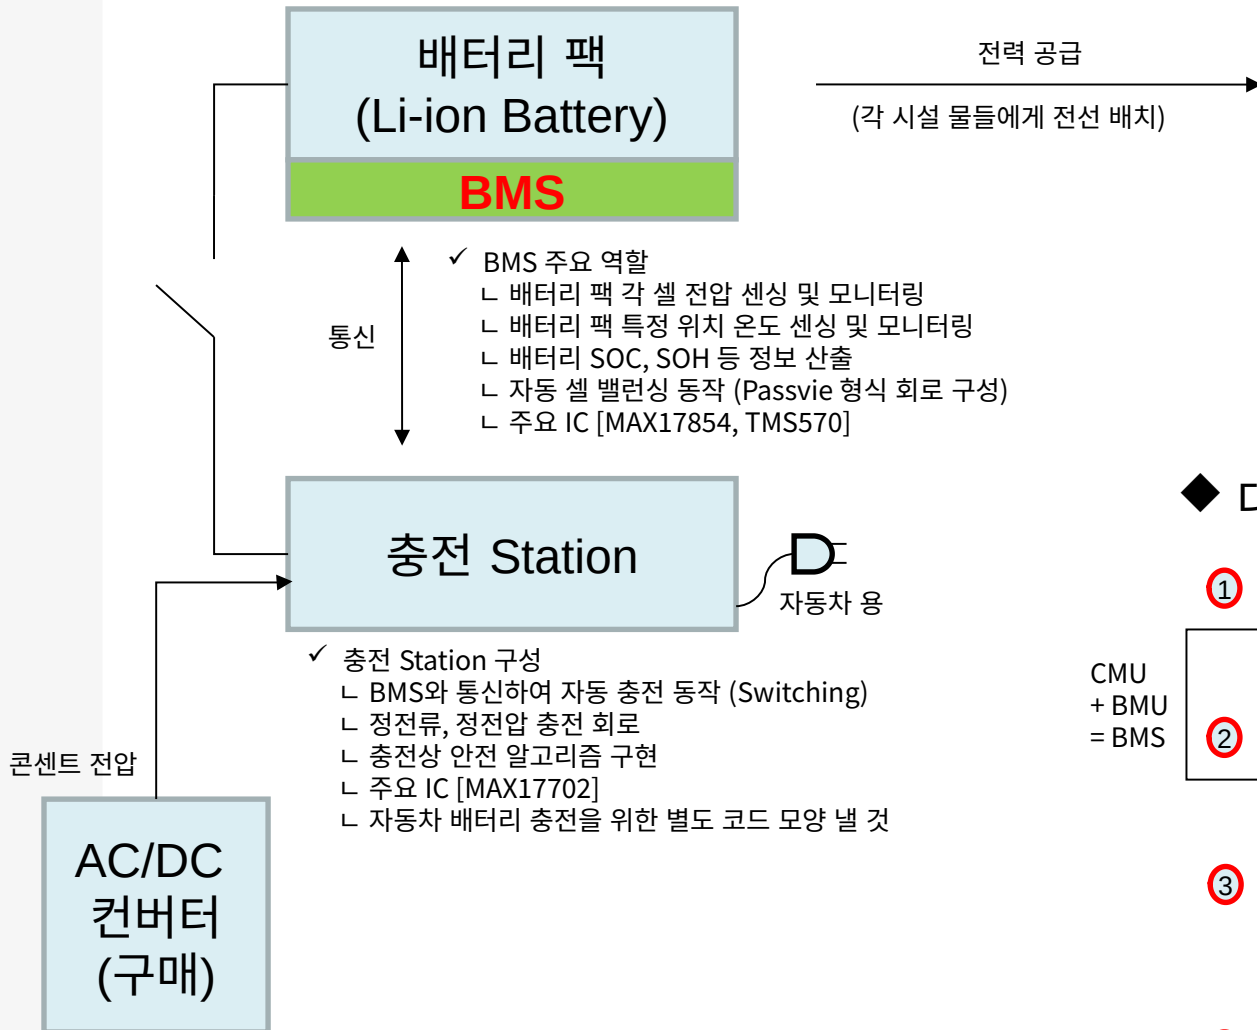 배터리 팩
(Li-ion Battery)
BMS
전력 공급
(각 시설 물들에게 전선 배치)
✓ BMS 주요 역할
ㄴ 배터리 팩 각 셀 전압 센싱 및 모니터링
ㄴ 배터리 팩 특정 위치 온도 센싱 및 모니터링
ㄴ 배터리 SOC, SOH 등 정보 산출
ㄴ 자동 셀 밸런싱 동작 (Passvie 형식 회로 구성)
ㄴ 주요 IC [MAX17854, TMS570]
통신
충전 Station
자동차 용
✓ 충전 Station 구성
ㄴ BMS와 통신하여 자동 충전 동작 (Switching)
ㄴ 정전류, 정전압 충전 회로
ㄴ 충전상 안전 알고리즘 구현
ㄴ 주요 IC [MAX17702]
ㄴ 자동차 배터리 충전을 위한 별도 코드 모양 낼 것
콘센트 전압
AC/DC
컨버터
(구매)
◆
1
CMU
+ BMU
= BMS
2
3